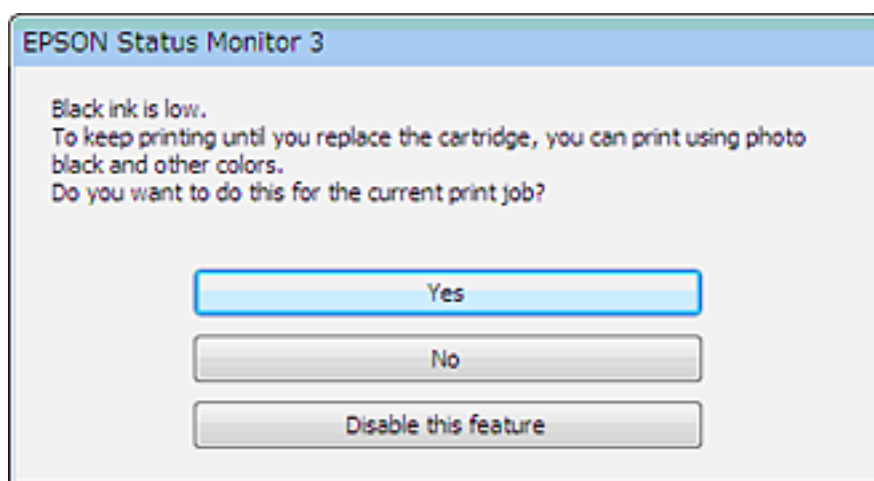 EPSON Status Monitor 3
Black ink is low.
To keep printing until you replace the cartridge, you can print using photo
black and other colors.
Do you want to do this for the current print job?
Yes
No
Disable this feature